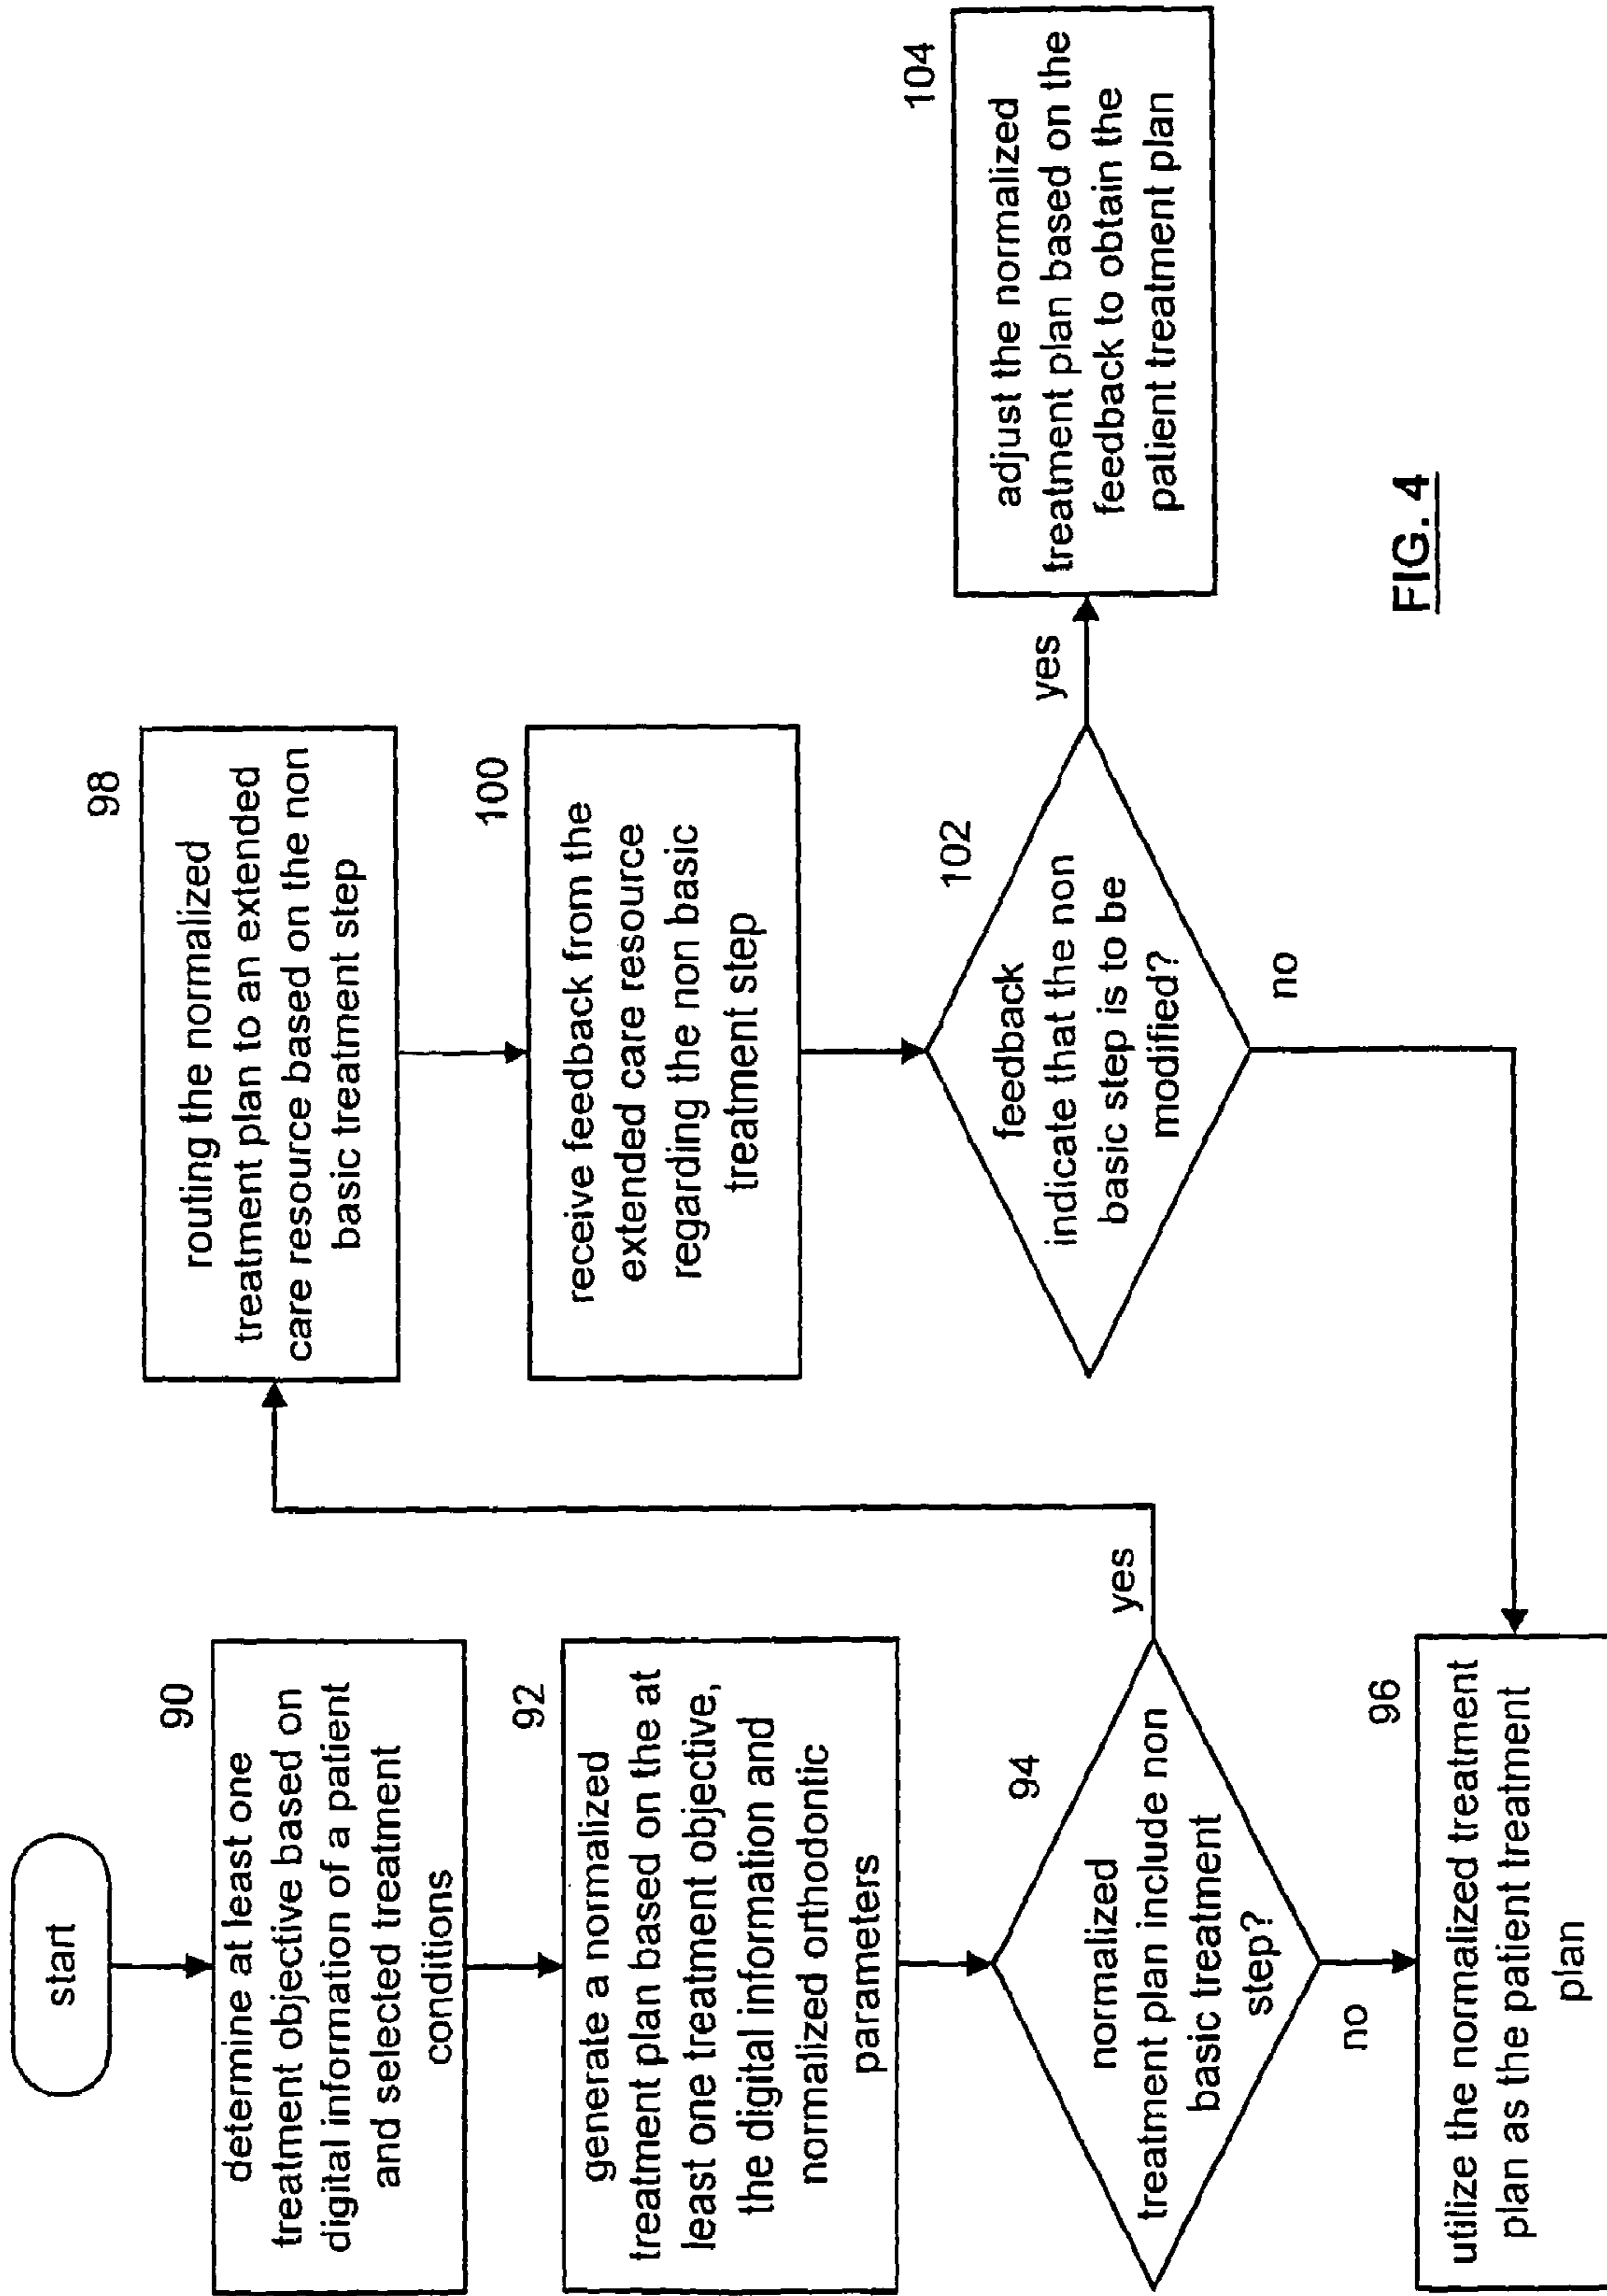 start
90
determine at least one
treatment objective based on
digital information of a patient
and selected treatment
conditions
92
generate a normalized
treatment plan based on the at
least one treatment objective,
the digital information and
normalized orthodontic
parameters
94
normalized
treatment plan include non
basic treatment
step?
yes
no
96
utilize the normalized treatment
plan as the patient treatment
plan
98
routing the normalized
treatment plan to an extended
care resource based on the non
basic treatment step
100
receive feedback from the
extended care resource
regarding the non basic
treatment step
102
feedback
indicate that the non
basic step is to be
modified?
yes
no
104
adjust the normalized
treatment plan based on the
feedback to obtain the
patient treatment plan
FIG. 4